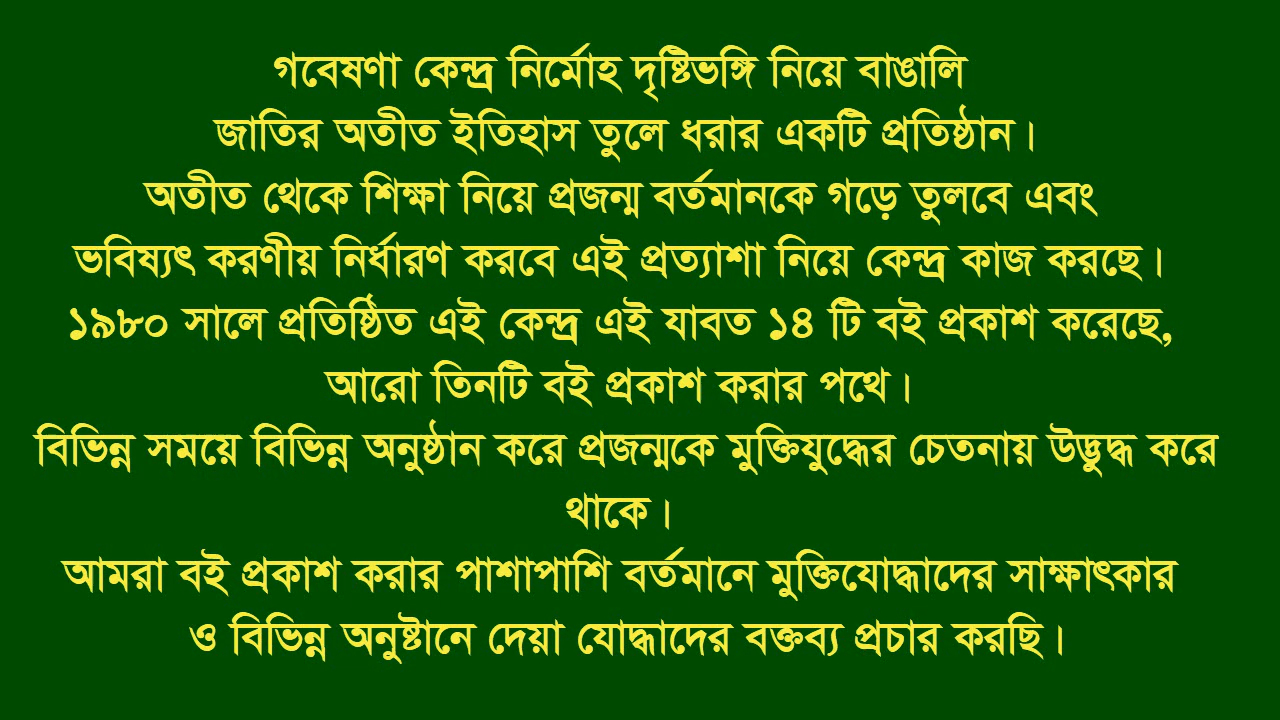 গবেষণা কেন্দ্র নির্মোহ দৃষ্টিভঙ্গি নিয়ে বাঙালি
জাতির অতীত ইতিহাস তুলে ধরার একটি প্রতিষ্ঠান।
অতীত থেকে শিক্ষা নিয়ে প্রজন্ম বর্তমানকে গড়ে তুলবে এবং
ভবিষ্যৎ করণীয় নির্ধারণ করবে এই প্রত্যাশা নিয়ে কেন্দ্র কাজ করছে।
১৯৮০ সালে প্রতিষ্ঠিত এই কেন্দ্র এই যাবত ১৪ টি বই প্রকাশ করেছে,
আরো তিনটি বই প্রকাশ করার পথে।
বিভিন্ন সময়ে বিভিন্ন অনুষ্ঠান করে প্রজন্মকে মুক্তিযুদ্ধের চেতনায় উদ্ভুদ্ধ করে
থাকে।
আমরা বই প্রকাশ করার পাশাপাশি বর্তমানে মুক্তিযোদ্ধাদের সাক্ষাৎকার
ও বিভিন্ন অনুষ্টানে দেয়া যোদ্ধাদের বক্তব্য প্রচার করছি।